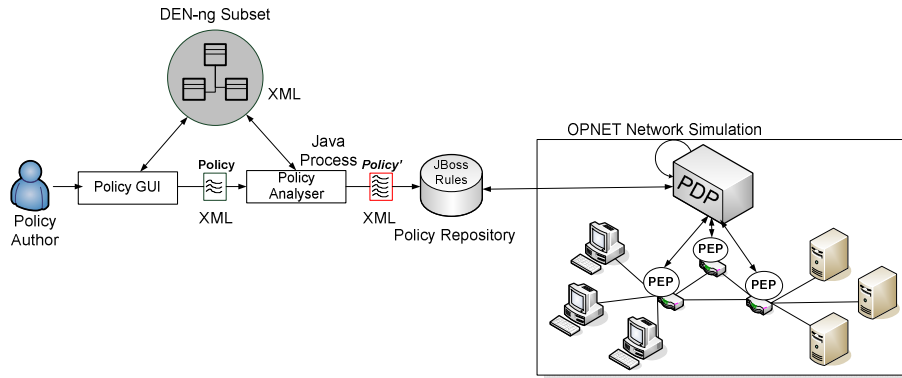 DEN-ng Subset
XML
OPNET Network Simulation
Java
Process
Policy
Policy'
JBoss
Rules
PDP
Policy GUI
Policy
Analyser
Policy
Author
XML
XML
Policy Repository
PEP
PEP
PEP